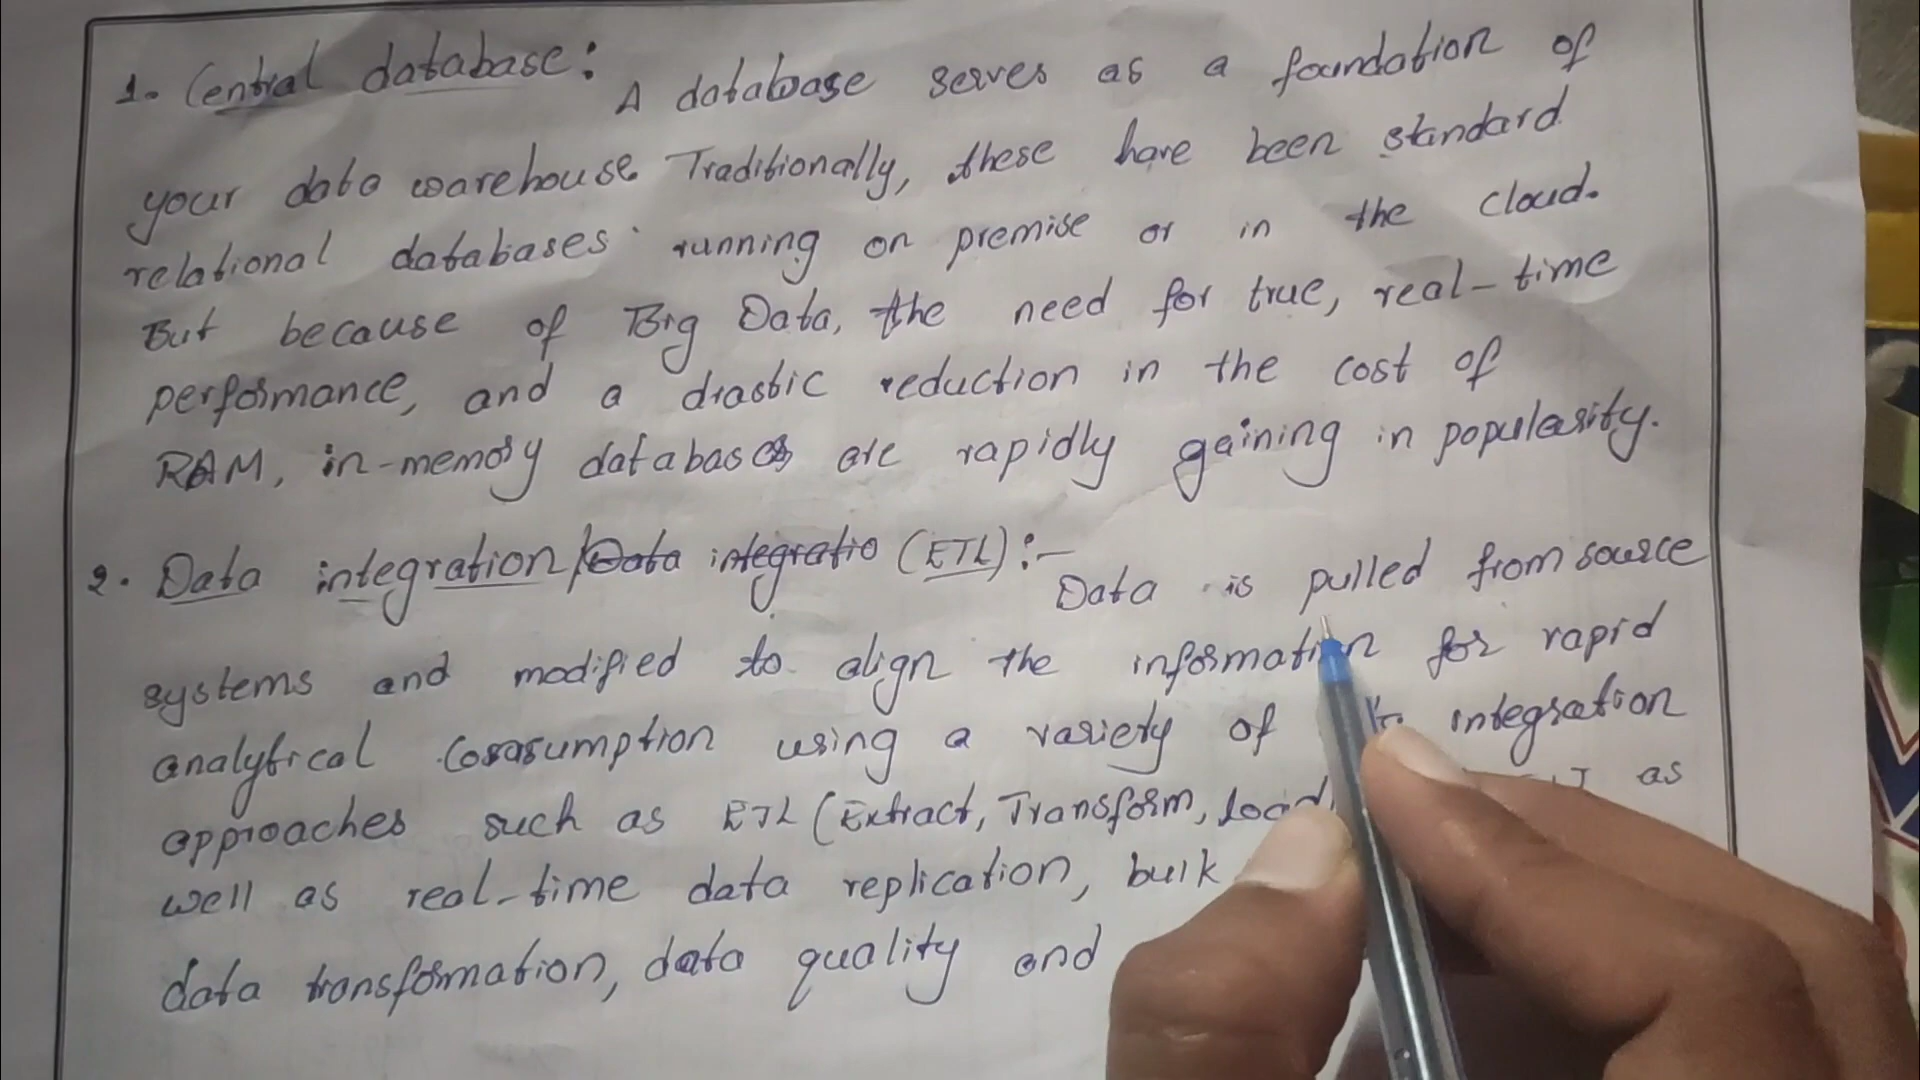 1. Central database:
A database serves as a foundation of
your data warehouse. Traditionally, these have been standard
relational databases running on premise or in the cloud.
But because of Big Data, the need for true, real-time
performance, and a drastic reduction in the cost of
RAM, in-memory databases are rapidly gaining in popularity.
2. Data integration/Data integratio (ETL):-
Data is pulled from source
systems and modified to align the information for rapid
analytical Cosasumption using a variety of integration
approaches such as ETL (Extract, Transform, load as
well as real-time data replication, bulk
data transformation, data quality and